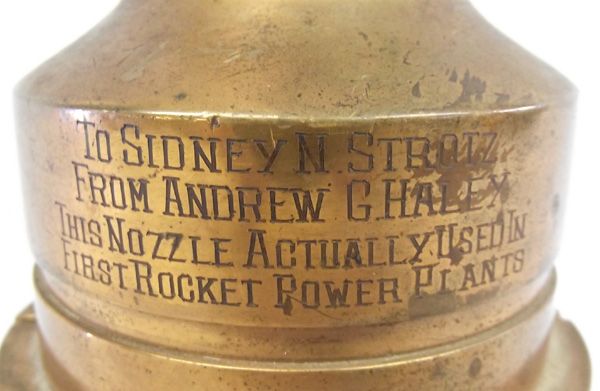 To Sidney N. Strotz
From Andrew G. Haley
This Nozzle Actually Used In
First Rocket Power Plants